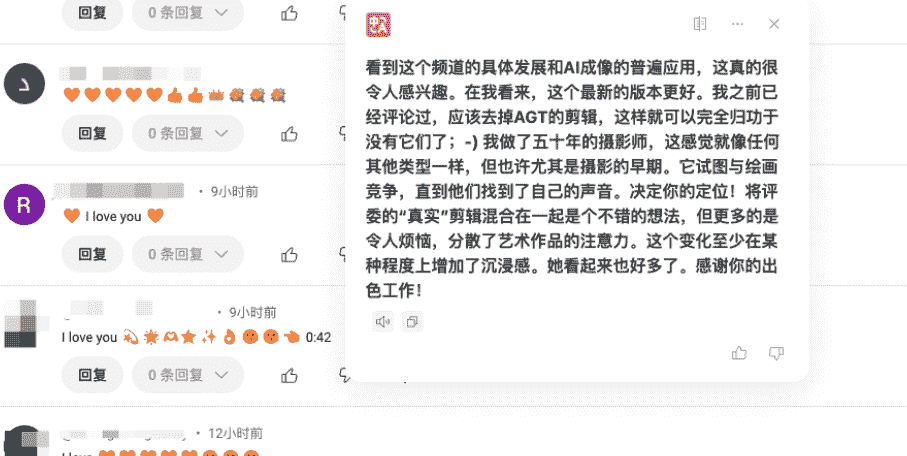 回复
0 条回复
回复
0 条回复
· 9小时前
I love you
回复
0 条回复
· 9小时前
I love you 0:42
回复
0 条回复
· 12小时前
看到这个频道的具体发展和AI成像的普遍应用，这真的很
令人感兴趣。在我看来，这个最新的版本更好。我之前已
经评论过，应该去掉AGT的剪辑，这样就可以完全归功于
没有它们了；-) 我做了五十年的摄影师，这感觉就像任何
其他类型一样，但也许尤其是摄影的早期。它试图与绘画
竞争，直到他们找到了自己的声音。决定你的定位！将评
委的“真实”剪辑混合在一起是个不错的想法，但更多的是
令人烦恼，分散了艺术作品的注意力。这个变化至少在某
种程度上增加了沉浸感。她看起来也好多了。感谢你的出
色工作！